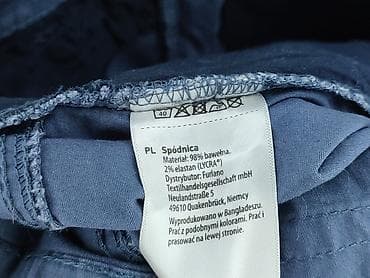 40
PL Spódnica
Materiał: 98% bawełna.
2% elastan (LYCRA®)
Dystrybutor: Furlano
Textilhandelsgesellschaft mbH
Neulandstraße 5
49610 Quakenbrück, Niemcy
Wyprodukowano w Bangladeszu.
Prać z podobnymi kolorami. Prać i
prasować na lewej stronie.